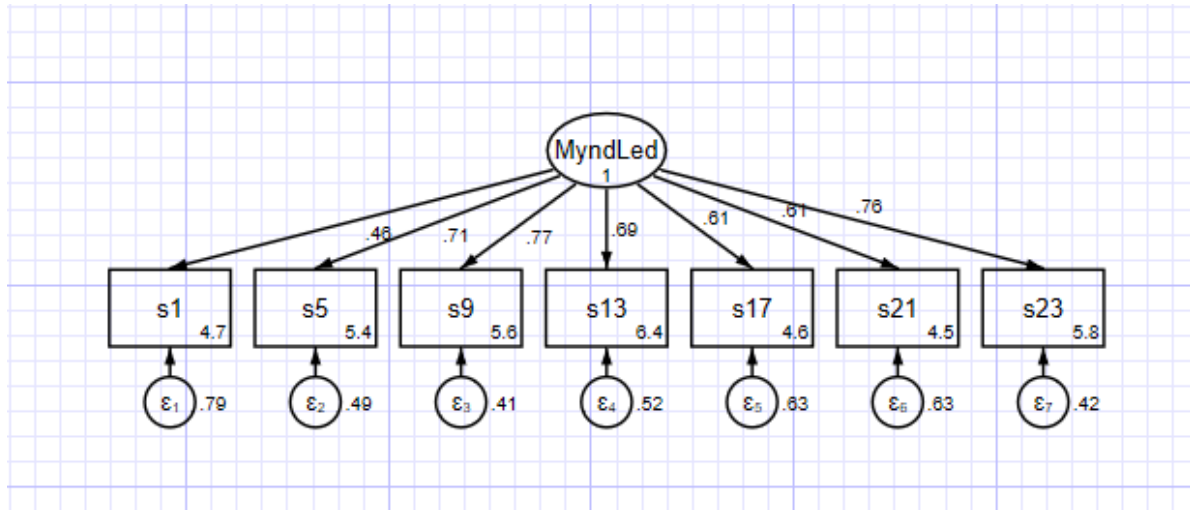 MyndLed
1
.46 .71 .77 .69 .61 .61 .76
s1 s5 s9 s13 s17 s21 s23
4.7 5.4 5.6 6.4 4.6 4.5 5.8
ε₁ .79 ε₂ .49 ε₃ .41 ε₄ .52 ε₅ .63 ε₆ .63 ε₇ .42